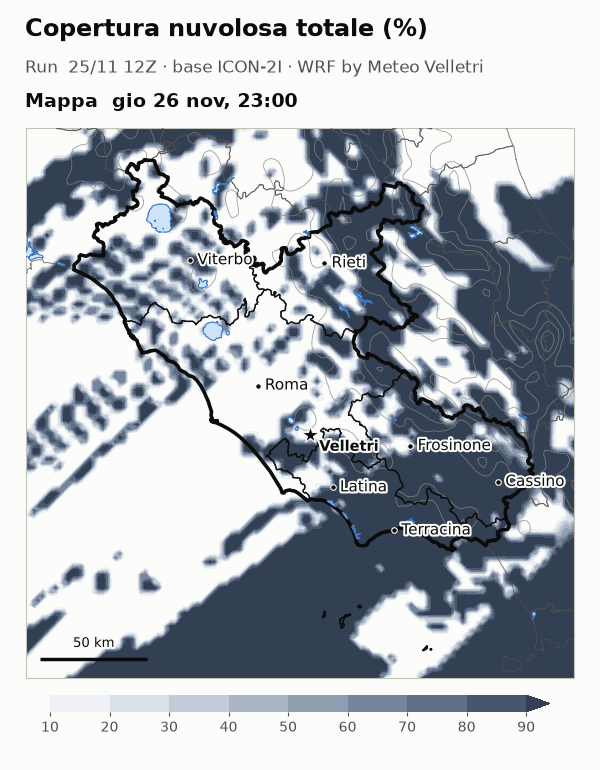 Copertura nuvolosa totale (%)
Run  25/11 12Z · base ICON-2I · WRF by Meteo Velletri
Mappa  gio 26 nov, 23:00
Viterbo
Rieti
Roma
Velletri
Frosinone
Cassino
Latina
Terracina
50 km
10 20 30 40 50 60 70 80 90